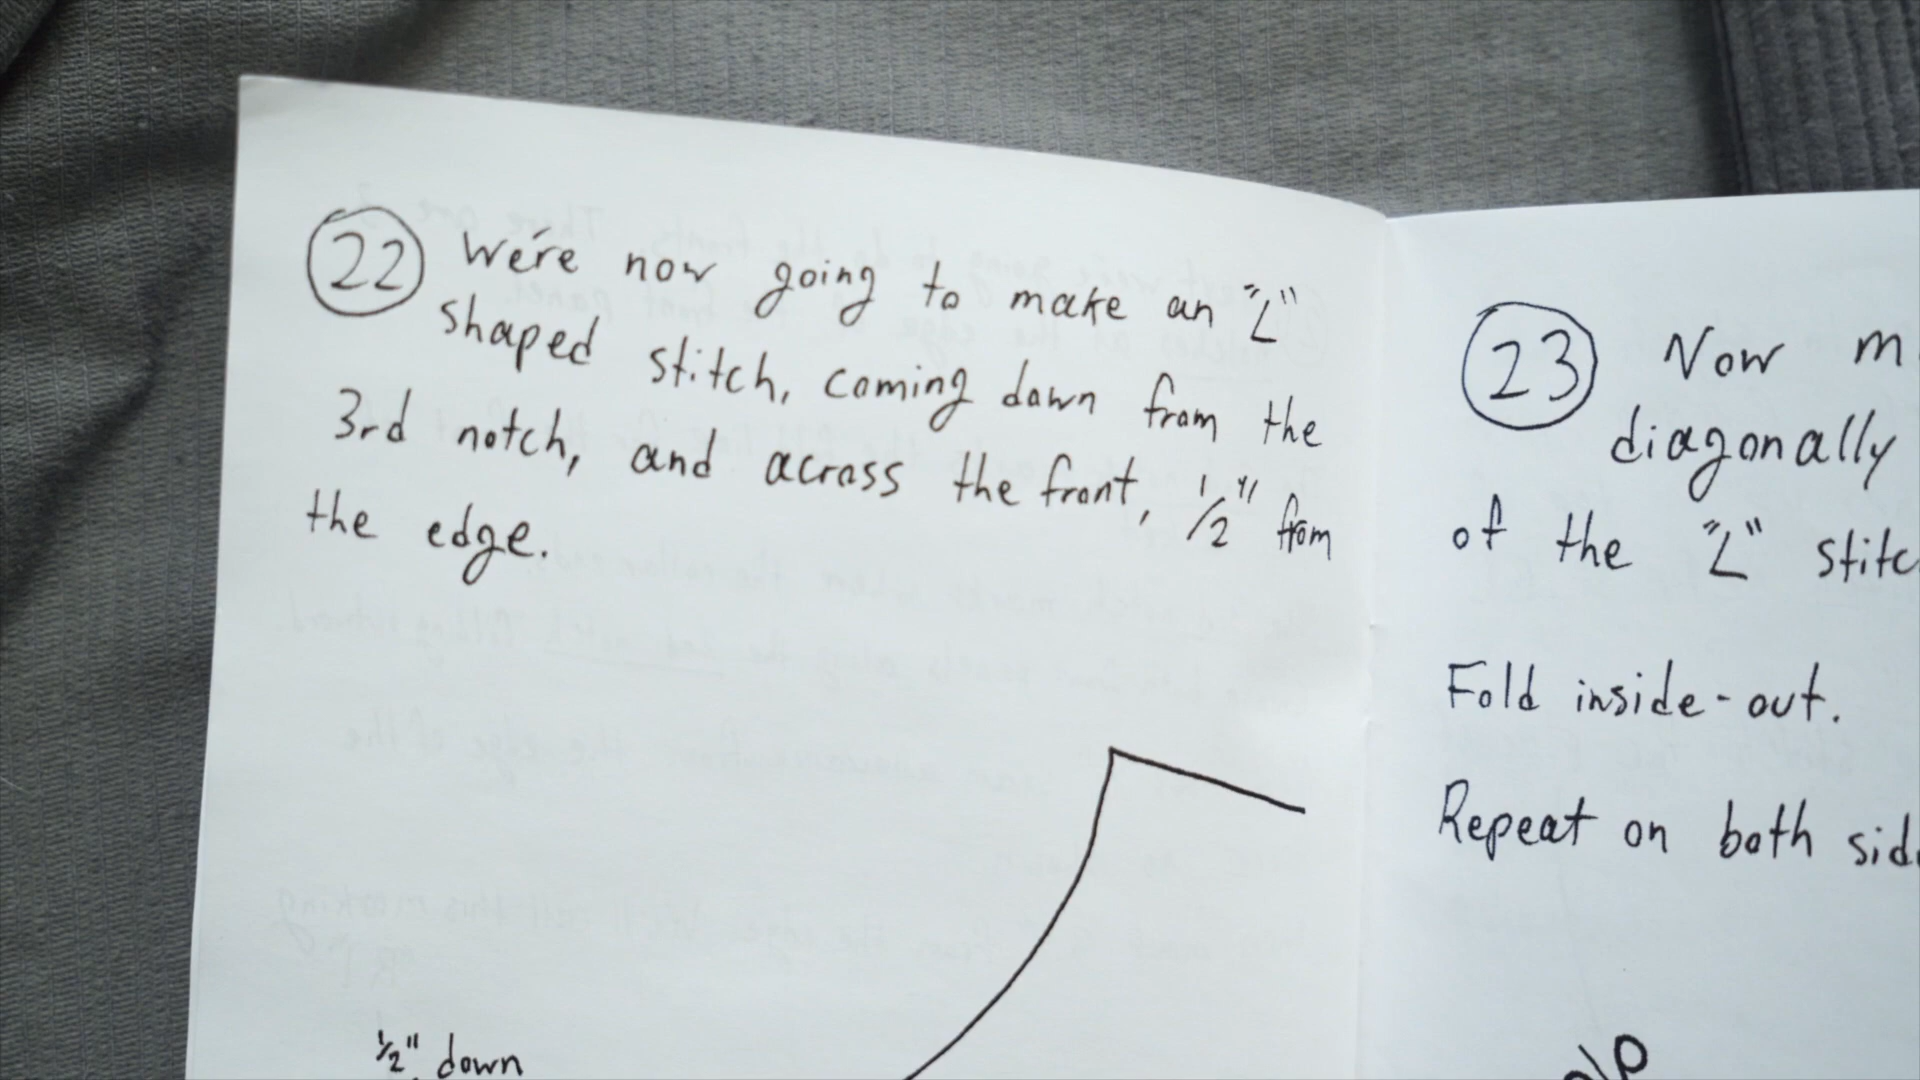 22 We're now going to make an "L"
shaped stitch, coming down from the
3rd notch, and across the front, 1/2" from
the edge.
1/2" down
23 Now
diagonally
of the "L"
Fold inside-out.
Repeat on both